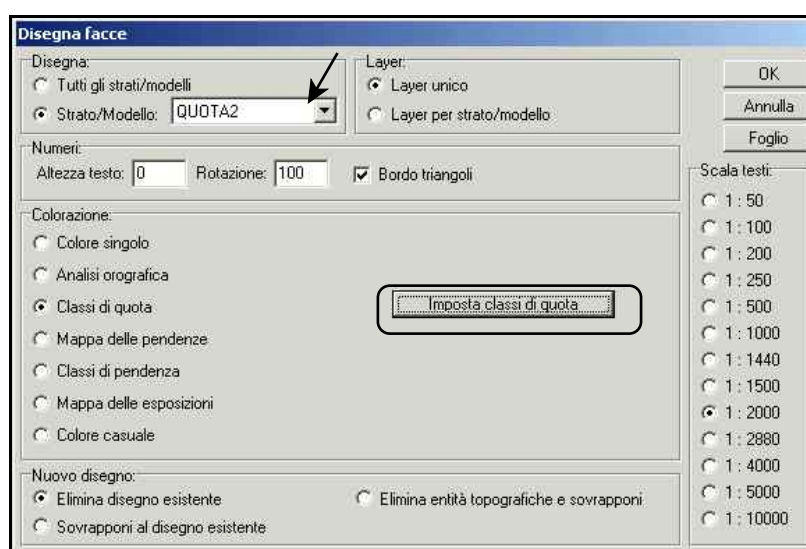 Disegna facce
Disegna:
Tutti gli strati/modelli
Strato/Modello: QUOTA2
Layer:
Layer unico
Layer per strato/modello
OK
Annulla
Foglio
Numeri:
Altezza testo: 0 Rotazione: 100 Bordo triangoli
Colorazione:
Colore singolo
Analisi orografica
Classi di quota
Mappa delle pendenze
Classi di pendenza
Mappa delle esposizioni
Colore casuale
Imposta classi di quota
Scala testi:
1 : 50
1 : 100
1 : 200
1 : 250
1 : 500
1 : 1000
1 : 1440
1 : 1500
1 : 2000
1 : 2880
1 : 4000
1 : 5000
1 : 10000
Nuovo disegno:
Elimina disegno esistente
Elimina entità topografiche e sovrapponi
Sovrapponi al disegno esistente